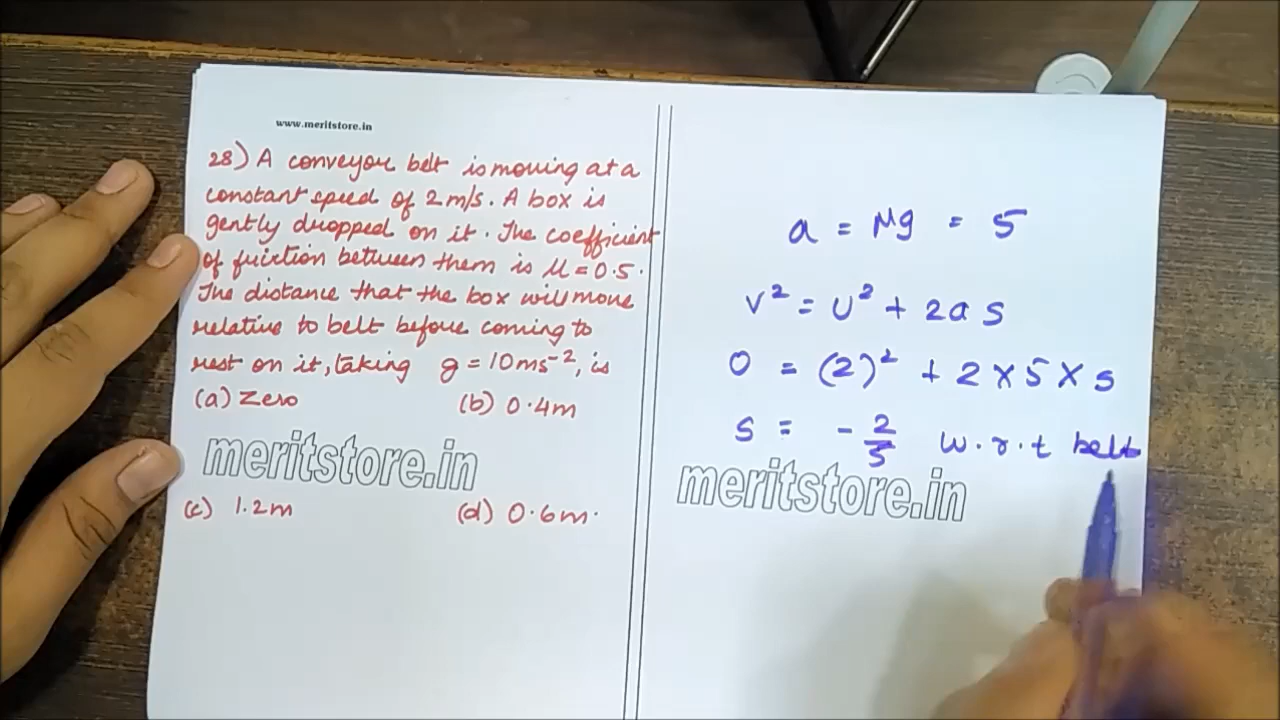 www.meritstore.in
28) A conveyor belt is moving at a
constant speed of 2 m/s. A box is
gently dropped on it. The coefficient
of friction between them is μ = 0.5.
The distance that the box will move
relative to belt before coming to
rest on it, taking g = 10 ms⁻², is
(a) Zero (b) 0.4m
meritstore.in
(c) 1.2m (d) 0.6m.
a = μg = 5
v² = u² + 2as
0 = (2)² + 2 × 5 × s
s = - 2/5 w.r.t belt
meritstore.in